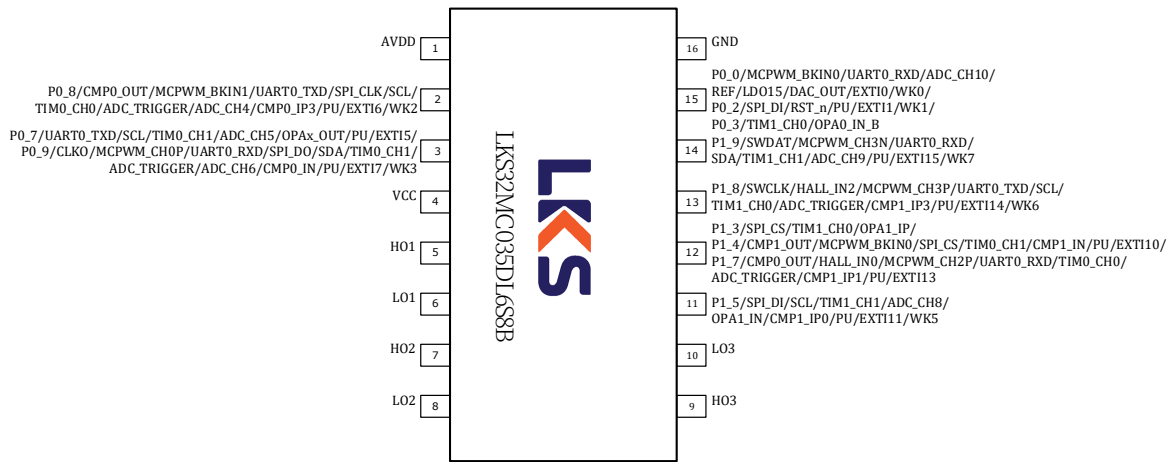 AVDD
1
P0_8/CMP0_OUT/MCPWM_BKIN1/UART0_TXD/SPI_CLK/SCL/
TIM0_CH0/ADC_TRIGGER/ADC_CH4/CMP0_IP3/PU/EXTI6/WK2
2
P0_7/UART0_TXD/SCL/TIM0_CH1/ADC_CH5/OPAx_OUT/PU/EXTI5/
P0_9/CLKO/MCPWM_CH0P/UART0_RXD/SPI_DO/SDA/TIM0_CH1/
ADC_TRIGGER/ADC_CH6/CMP0_IN/PU/EXTI7/WK3
3
VCC
4
HO1
5
LO1
6
HO2
7
LO2
8
LKS32MC035DL6S8B
LKS
16
GND
15
P0_0/MCPWM_BKIN0/UART0_RXD/ADC_CH10/
REF/LDO15/DAC_OUT/EXTI0/WK0/
P0_2/SPI_DI/RST_n/PU/EXTI1/WK1/
P0_3/TIM1_CH0/OPA0_IN_B
14
P1_9/SWDAT/MCPWM_CH3N/UART0_RXD/
SDA/TIM1_CH1/ADC_CH9/PU/EXTI15/WK7
13
P1_8/SWCLK/HALL_IN2/MCPWM_CH3P/UART0_TXD/SCL/
TIM1_CH0/ADC_TRIGGER/CMP1_IP3/PU/EXTI14/WK6
12
P1_3/SPI_CS/TIM1_CH0/OPA1_IP/
P1_4/CMP1_OUT/MCPWM_BKIN0/SPI_CS/TIM0_CH1/CMP1_IN/PU/EXTI10/
P1_7/CMP0_OUT/HALL_IN0/MCPWM_CH2P/UART0_RXD/TIM0_CH0/
ADC_TRIGGER/CMP1_IP1/PU/EXTI13
11
P1_5/SPI_DI/SCL/TIM1_CH1/ADC_CH8/
OPA1_IN/CMP1_IP0/PU/EXTI11/WK5
10
LO3
9
HO3